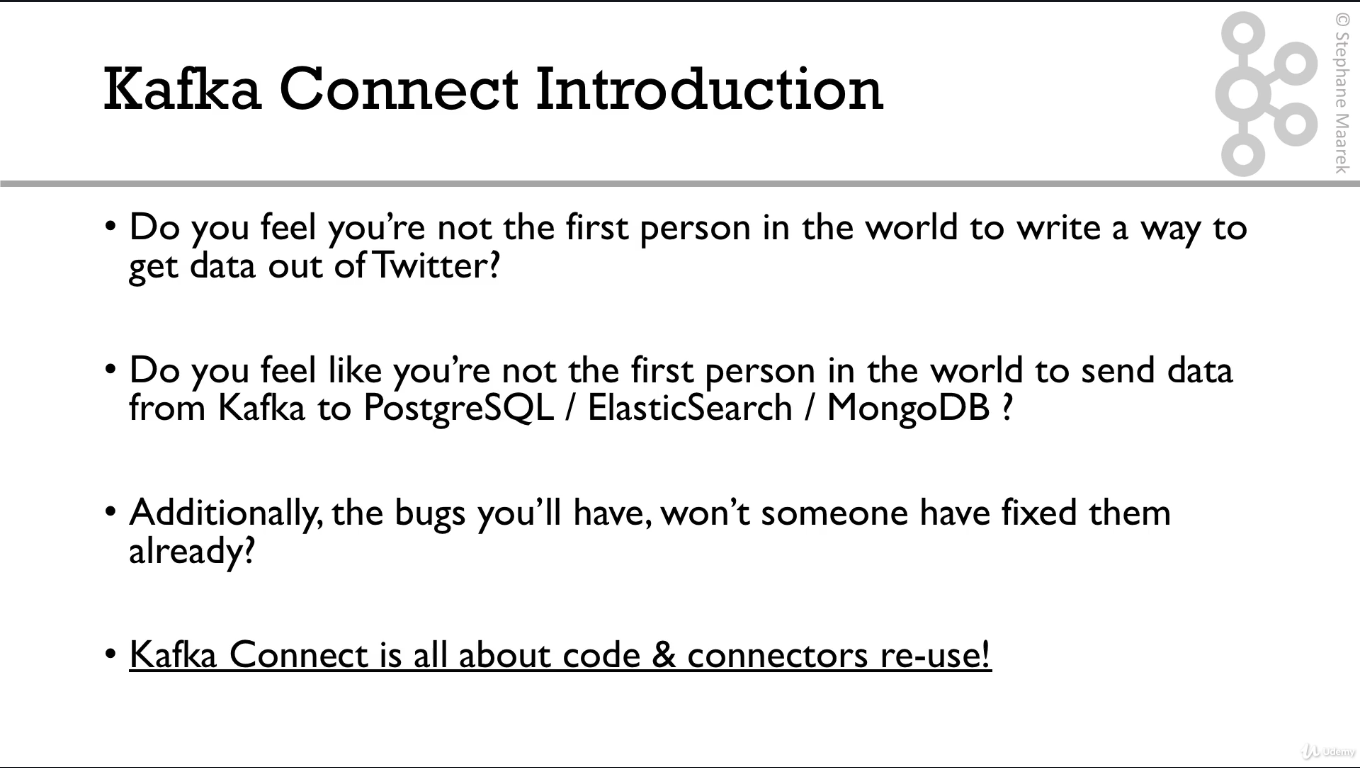 Kafka Connect Introduction
© Stephane Maarek
• Do you feel you’re not the first person in the world to write a way to
get data out of Twitter?
• Do you feel like you’re not the first person in the world to send data
from Kafka to PostgreSQL / ElasticSearch / MongoDB ?
• Additionally, the bugs you’ll have, won’t someone have fixed them
already?
• Kafka Connect is all about code & connectors re-use!
Udemy